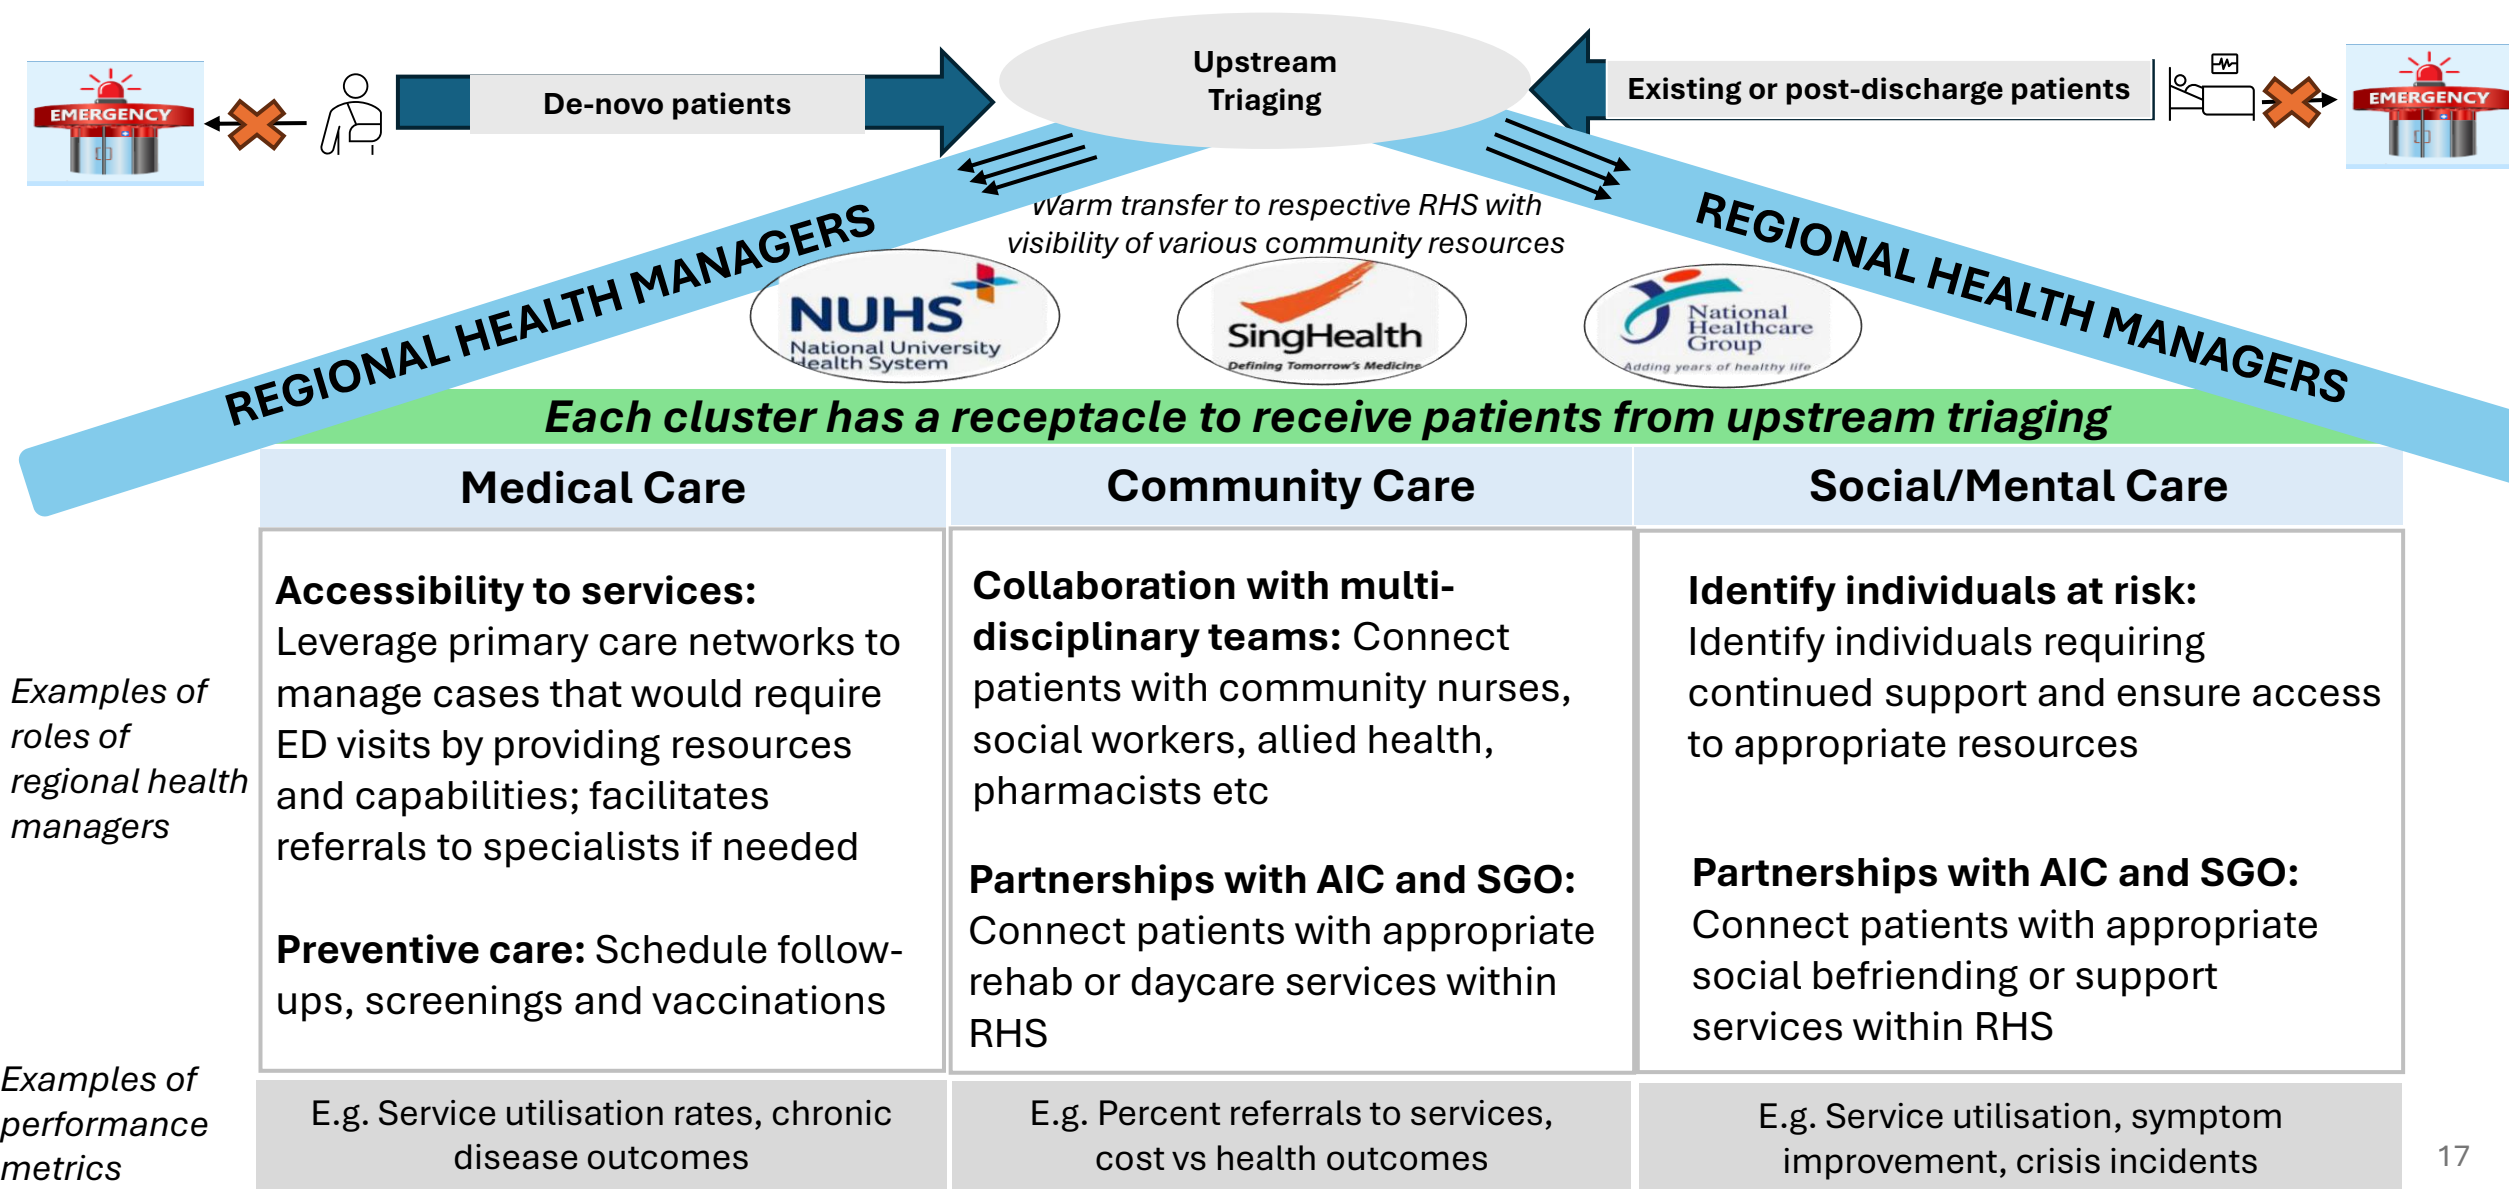 EMERGENCY
De-novo patients
Upstream
Triaging
Existing or post-discharge patients
EMERGENCY
Warm transfer to respective RHS with
visibility of various community resources
REGIONAL HEALTH MANAGERS
REGIONAL HEALTH MANAGERS
NUHS
National University
Health System
SingHealth
Defining Tomorrow's Medicine
National
Healthcare
Group
Adding years of healthy life
Each cluster has a receptacle to receive patients from upstream triaging
Medical Care
Community Care
Social/Mental Care
Examples of
roles of
regional health
managers
Accessibility to services:
Leverage primary care networks to
manage cases that would require
ED visits by providing resources
and capabilities; facilitates
referrals to specialists if needed
Preventive care: Schedule follow-
ups, screenings and vaccinations
Collaboration with multi-
disciplinary teams: Connect
patients with community nurses,
social workers, allied health,
pharmacists etc
Partnerships with AIC and SGO:
Connect patients with appropriate
rehab or daycare services within
RHS
Identify individuals at risk:
Identify individuals requiring
continued support and ensure access
to appropriate resources
Partnerships with AIC and SGO:
Connect patients with appropriate
social befriending or support
services within RHS
Examples of
performance
metrics
E.g. Service utilisation rates, chronic
disease outcomes
E.g. Percent referrals to services,
cost vs health outcomes
E.g. Service utilisation, symptom
improvement, crisis incidents
17